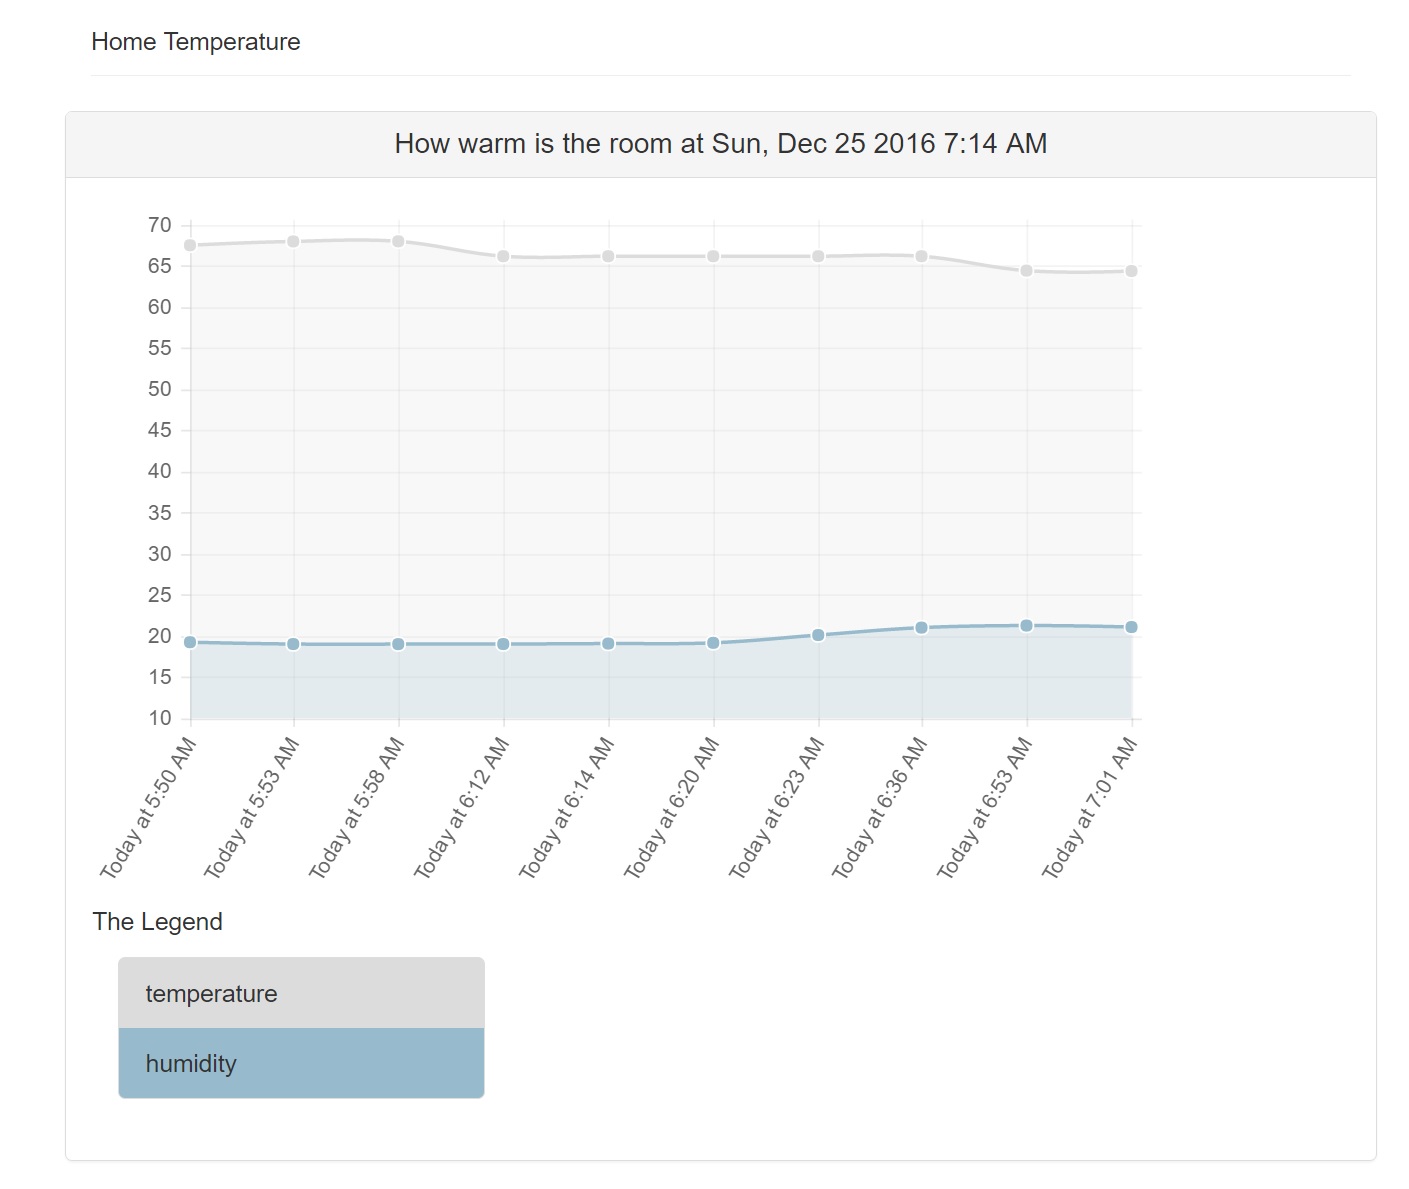 Home Temperature
How warm is the room at Sun, Dec 25 2016 7:14 AM
70
65
60
55
50
45
40
35
30
25
20
15
10
Today at 5:50 AM
Today at 5:53 AM
Today at 5:58 AM
Today at 6:12 AM
Today at 6:14 AM
Today at 6:20 AM
Today at 6:23 AM
Today at 6:36 AM
Today at 6:53 AM
Today at 7:01 AM
The Legend
temperature
humidity